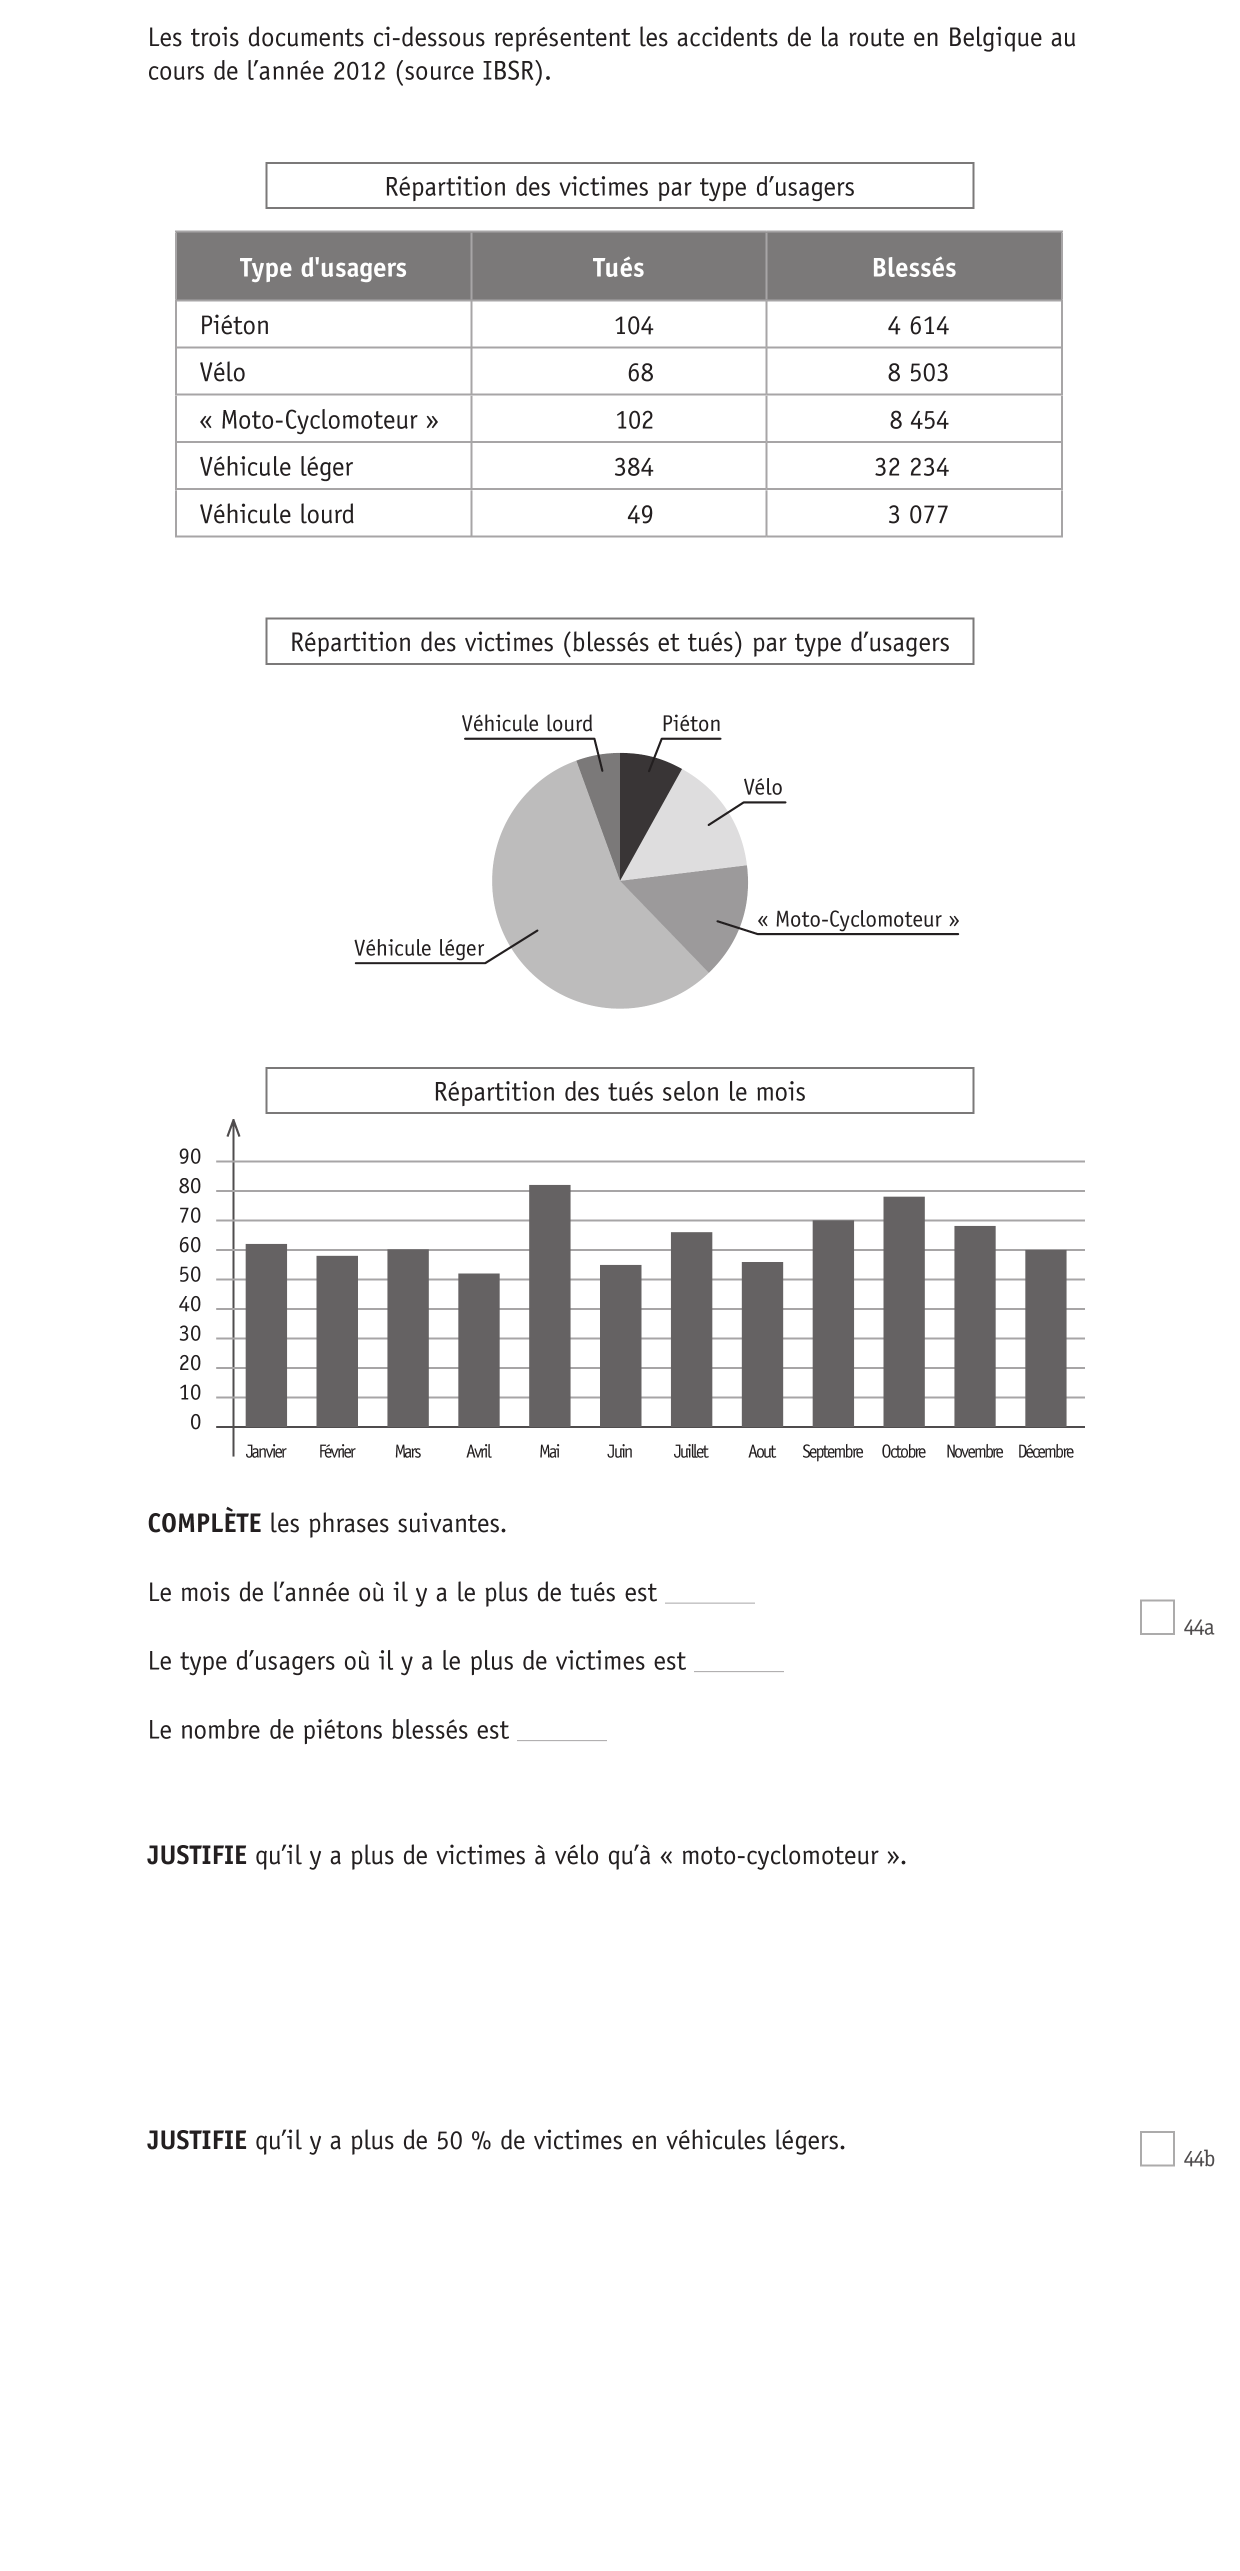 Les trois documents ci-dessous représentent les accidents de la route en Belgique au
cours de l’année 2012 (source IBSR).
Répartition des victimes par type d’usagers
Type d'usagers Tués Blessés
Piéton 104 4 614
Vélo 68 8 503
« Moto-Cyclomoteur » 102 8 454
Véhicule léger 384 32 234
Véhicule lourd 49 3 077
Répartition des victimes (blessés et tués) par type d’usagers
Véhicule lourd Piéton
Vélo
« Moto-Cyclomoteur »
Véhicule léger
Répartition des tués selon le mois
90
80
70
60
50
40
30
20
10
0
Janvier Février Mars Avril Mai Juin Juillet Aout Septembre Octobre Novembre Décembre
COMPLÈTE les phrases suivantes.
Le mois de l’année où il y a le plus de tués est
44a
Le type d’usagers où il y a le plus de victimes est
Le nombre de piétons blessés est
JUSTIFIE qu’il y a plus de victimes à vélo qu’à « moto-cyclomoteur ».
JUSTIFIE qu’il y a plus de 50 % de victimes en véhicules légers.
44b